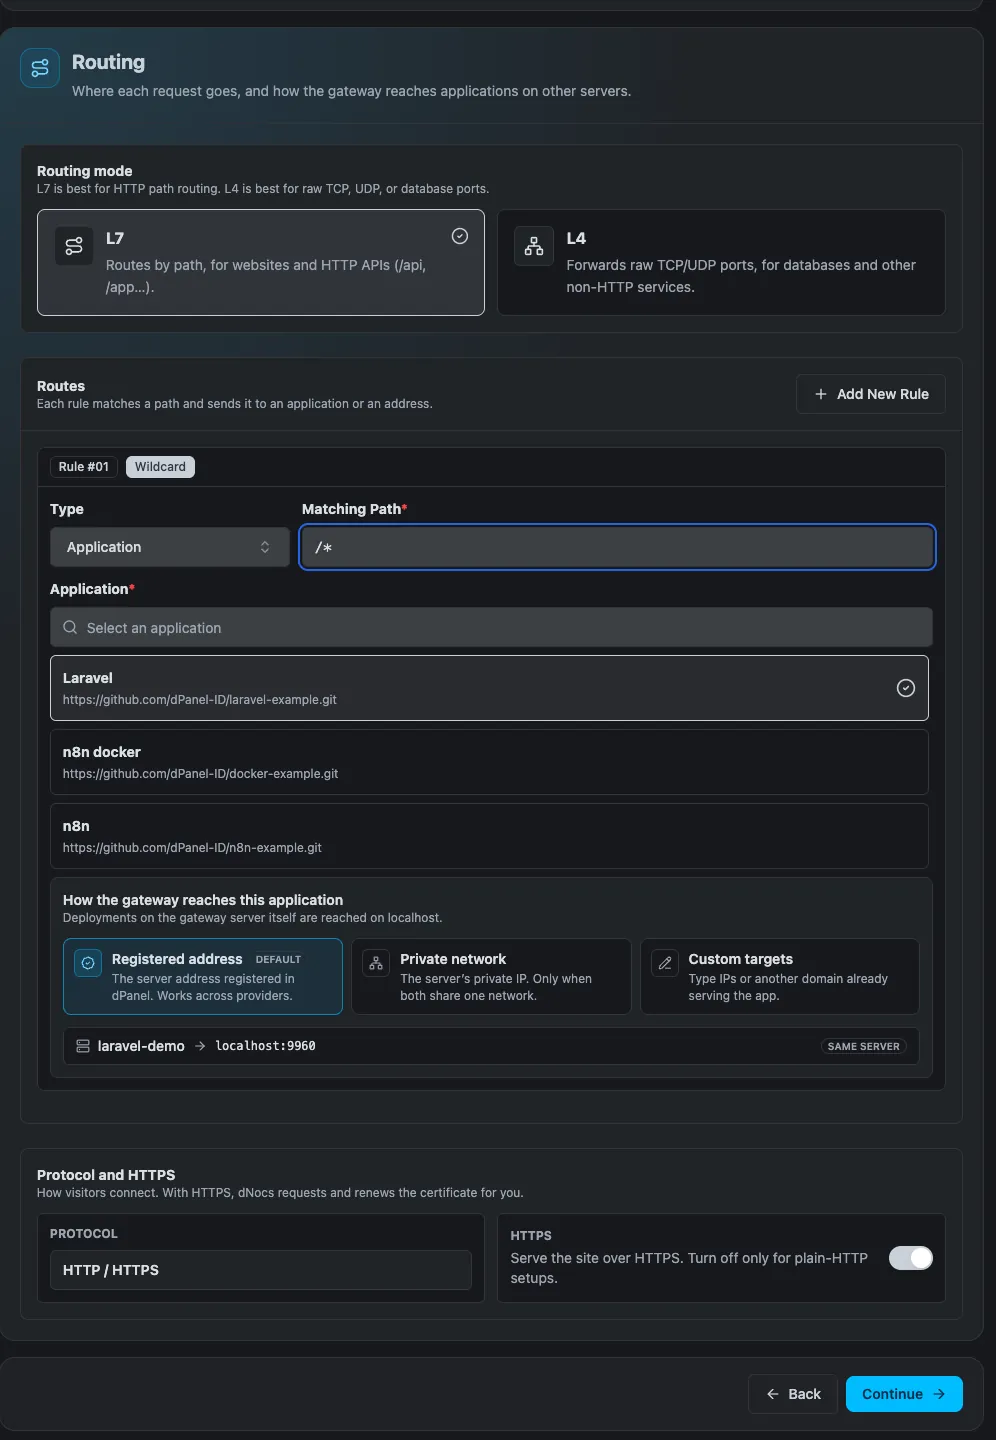 Routing
Where each request goes, and how the gateway reaches applications on other servers.
Routing mode
L7 is best for HTTP path routing. L4 is best for raw TCP, UDP, or database ports.
L7
Routes by path, for websites and HTTP APIs (/api,
/app...).
L4
Forwards raw TCP/UDP ports, for databases and other
non-HTTP services.
Routes
Each rule matches a path and sends it to an application or an address.
Add New Rule
Rule #01
Wildcard
Type
Matching Path*
Application
/*
Application*
Select an application
Laravel
https://github.com/dPanel-ID/laravel-example.git
n8n docker
https://github.com/dPanel-ID/docker-example.git
n8n
https://github.com/dPanel-ID/n8n-example.git
How the gateway reaches this application
Deployments on the gateway server itself are reached on localhost.
Registered address DEFAULT
The server address registered in
dPanel. Works across providers.
Private network
The server's private IP. Only when
both share one network.
Custom targets
Type IPs or another domain already
serving the app.
laravel-demo → localhost:9960
SAME SERVER
Protocol and HTTPS
How visitors connect. With HTTPS, dNocs requests and renews the certificate for you.
PROTOCOL
HTTP / HTTPS
HTTPS
Serve the site over HTTPS. Turn off only for plain-HTTP
setups.
← Back
Continue →